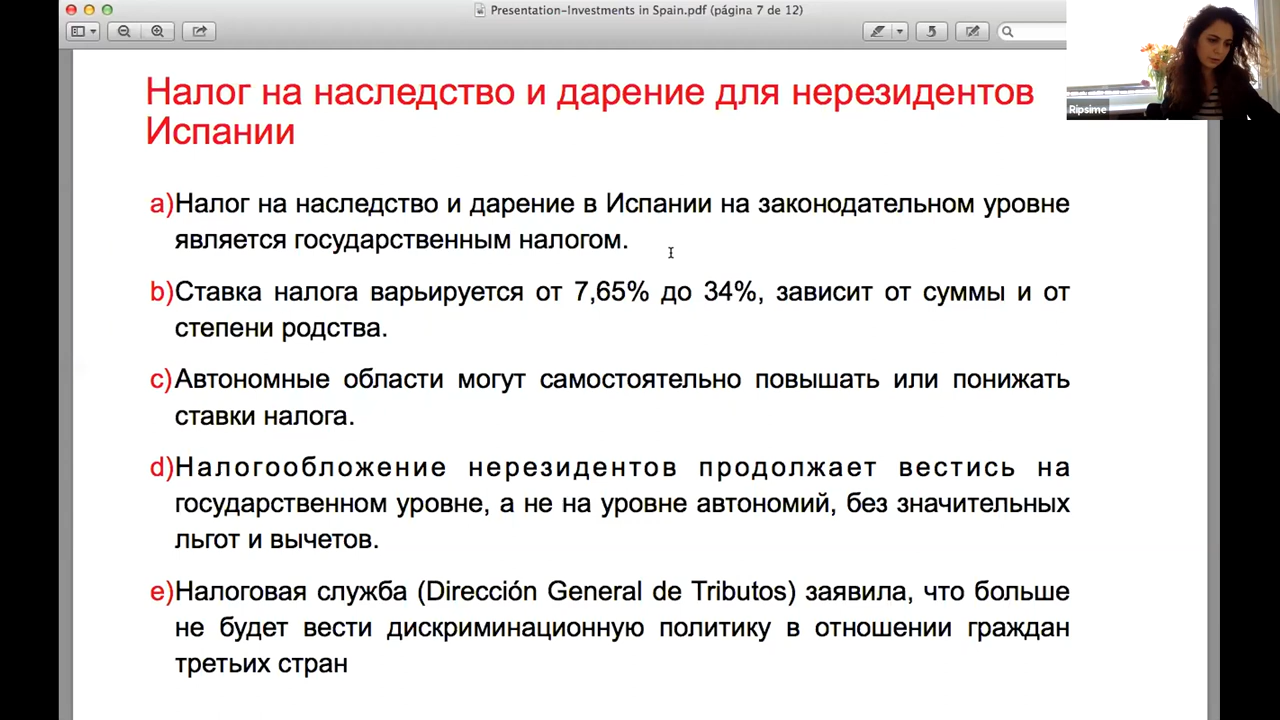 Presentation-Investments in Spain.pdf (página 7 de 12)
Ripsime
Налог на наследство и дарение для нерезидентов
Испании
a)Налог на наследство и дарение в Испании на законодательном уровне
является государственным налогом.
b)Ставка налога варьируется от 7,65% до 34%, зависит от суммы и от
степени родства.
c)Автономные области могут самостоятельно повышать или понижать
ставки налога.
d)Налогообложение нерезидентов продолжает вестись на
государственном уровне, а не на уровне автономий, без значительных
льгот и вычетов.
e)Налоговая служба (Dirección General de Tributos) заявила, что больше
не будет вести дискриминационную политику в отношении граждан
третьих стран